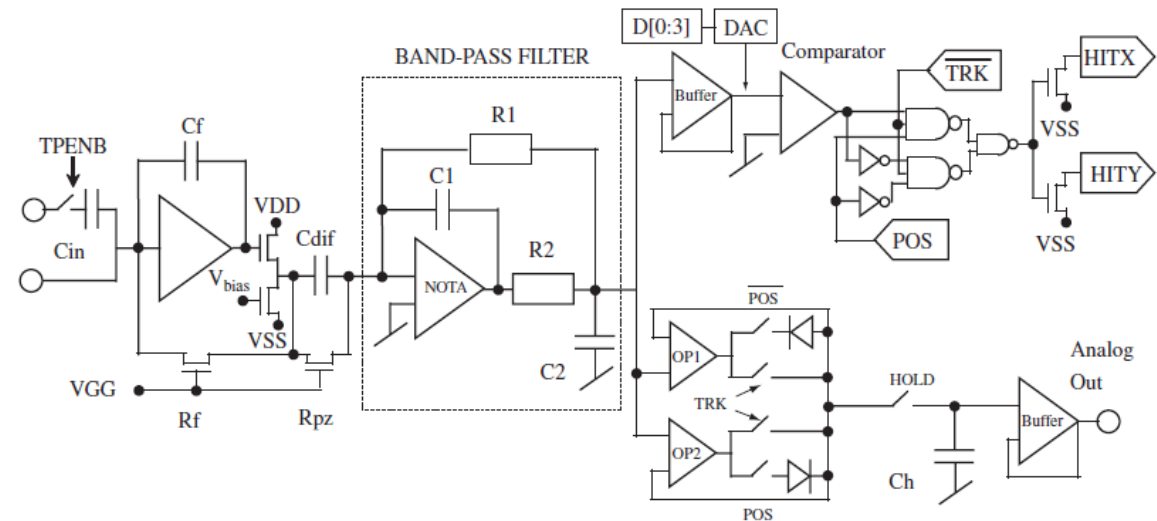 D[0:3]
DAC
BAND-PASS FILTER
Comparator
TRK
HITX
Buffer
R1
Cf
TPENB
VSS
C1
HITY
VDD
Cdif
R2
Cin
POS
Vbias
NOTA
VSS
POS
VSS
OP1
C2
Analog
Out
HOLD
VGG
TRK
Rf
Rpz
Buffer
OP2
Ch
POS